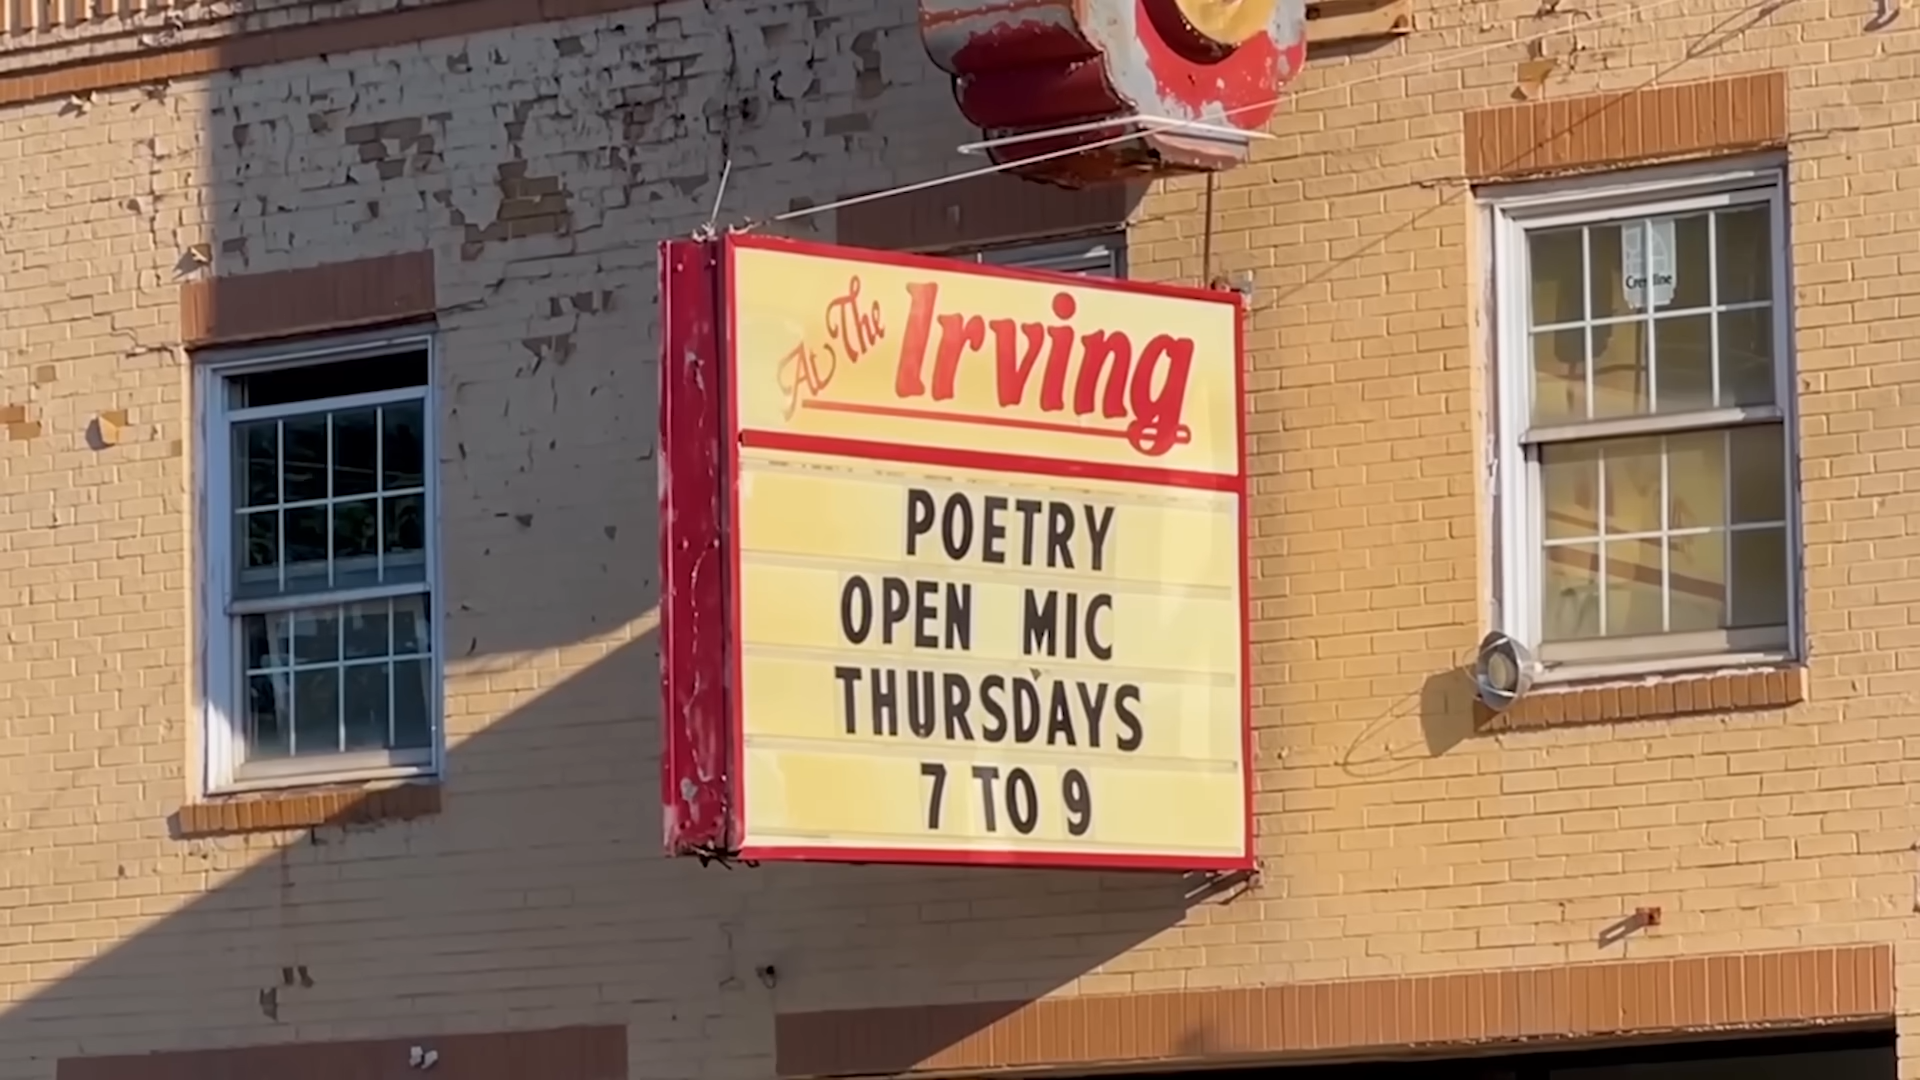 At The Irving
POETRY
OPEN MIC
THURSDAYS
7 TO 9